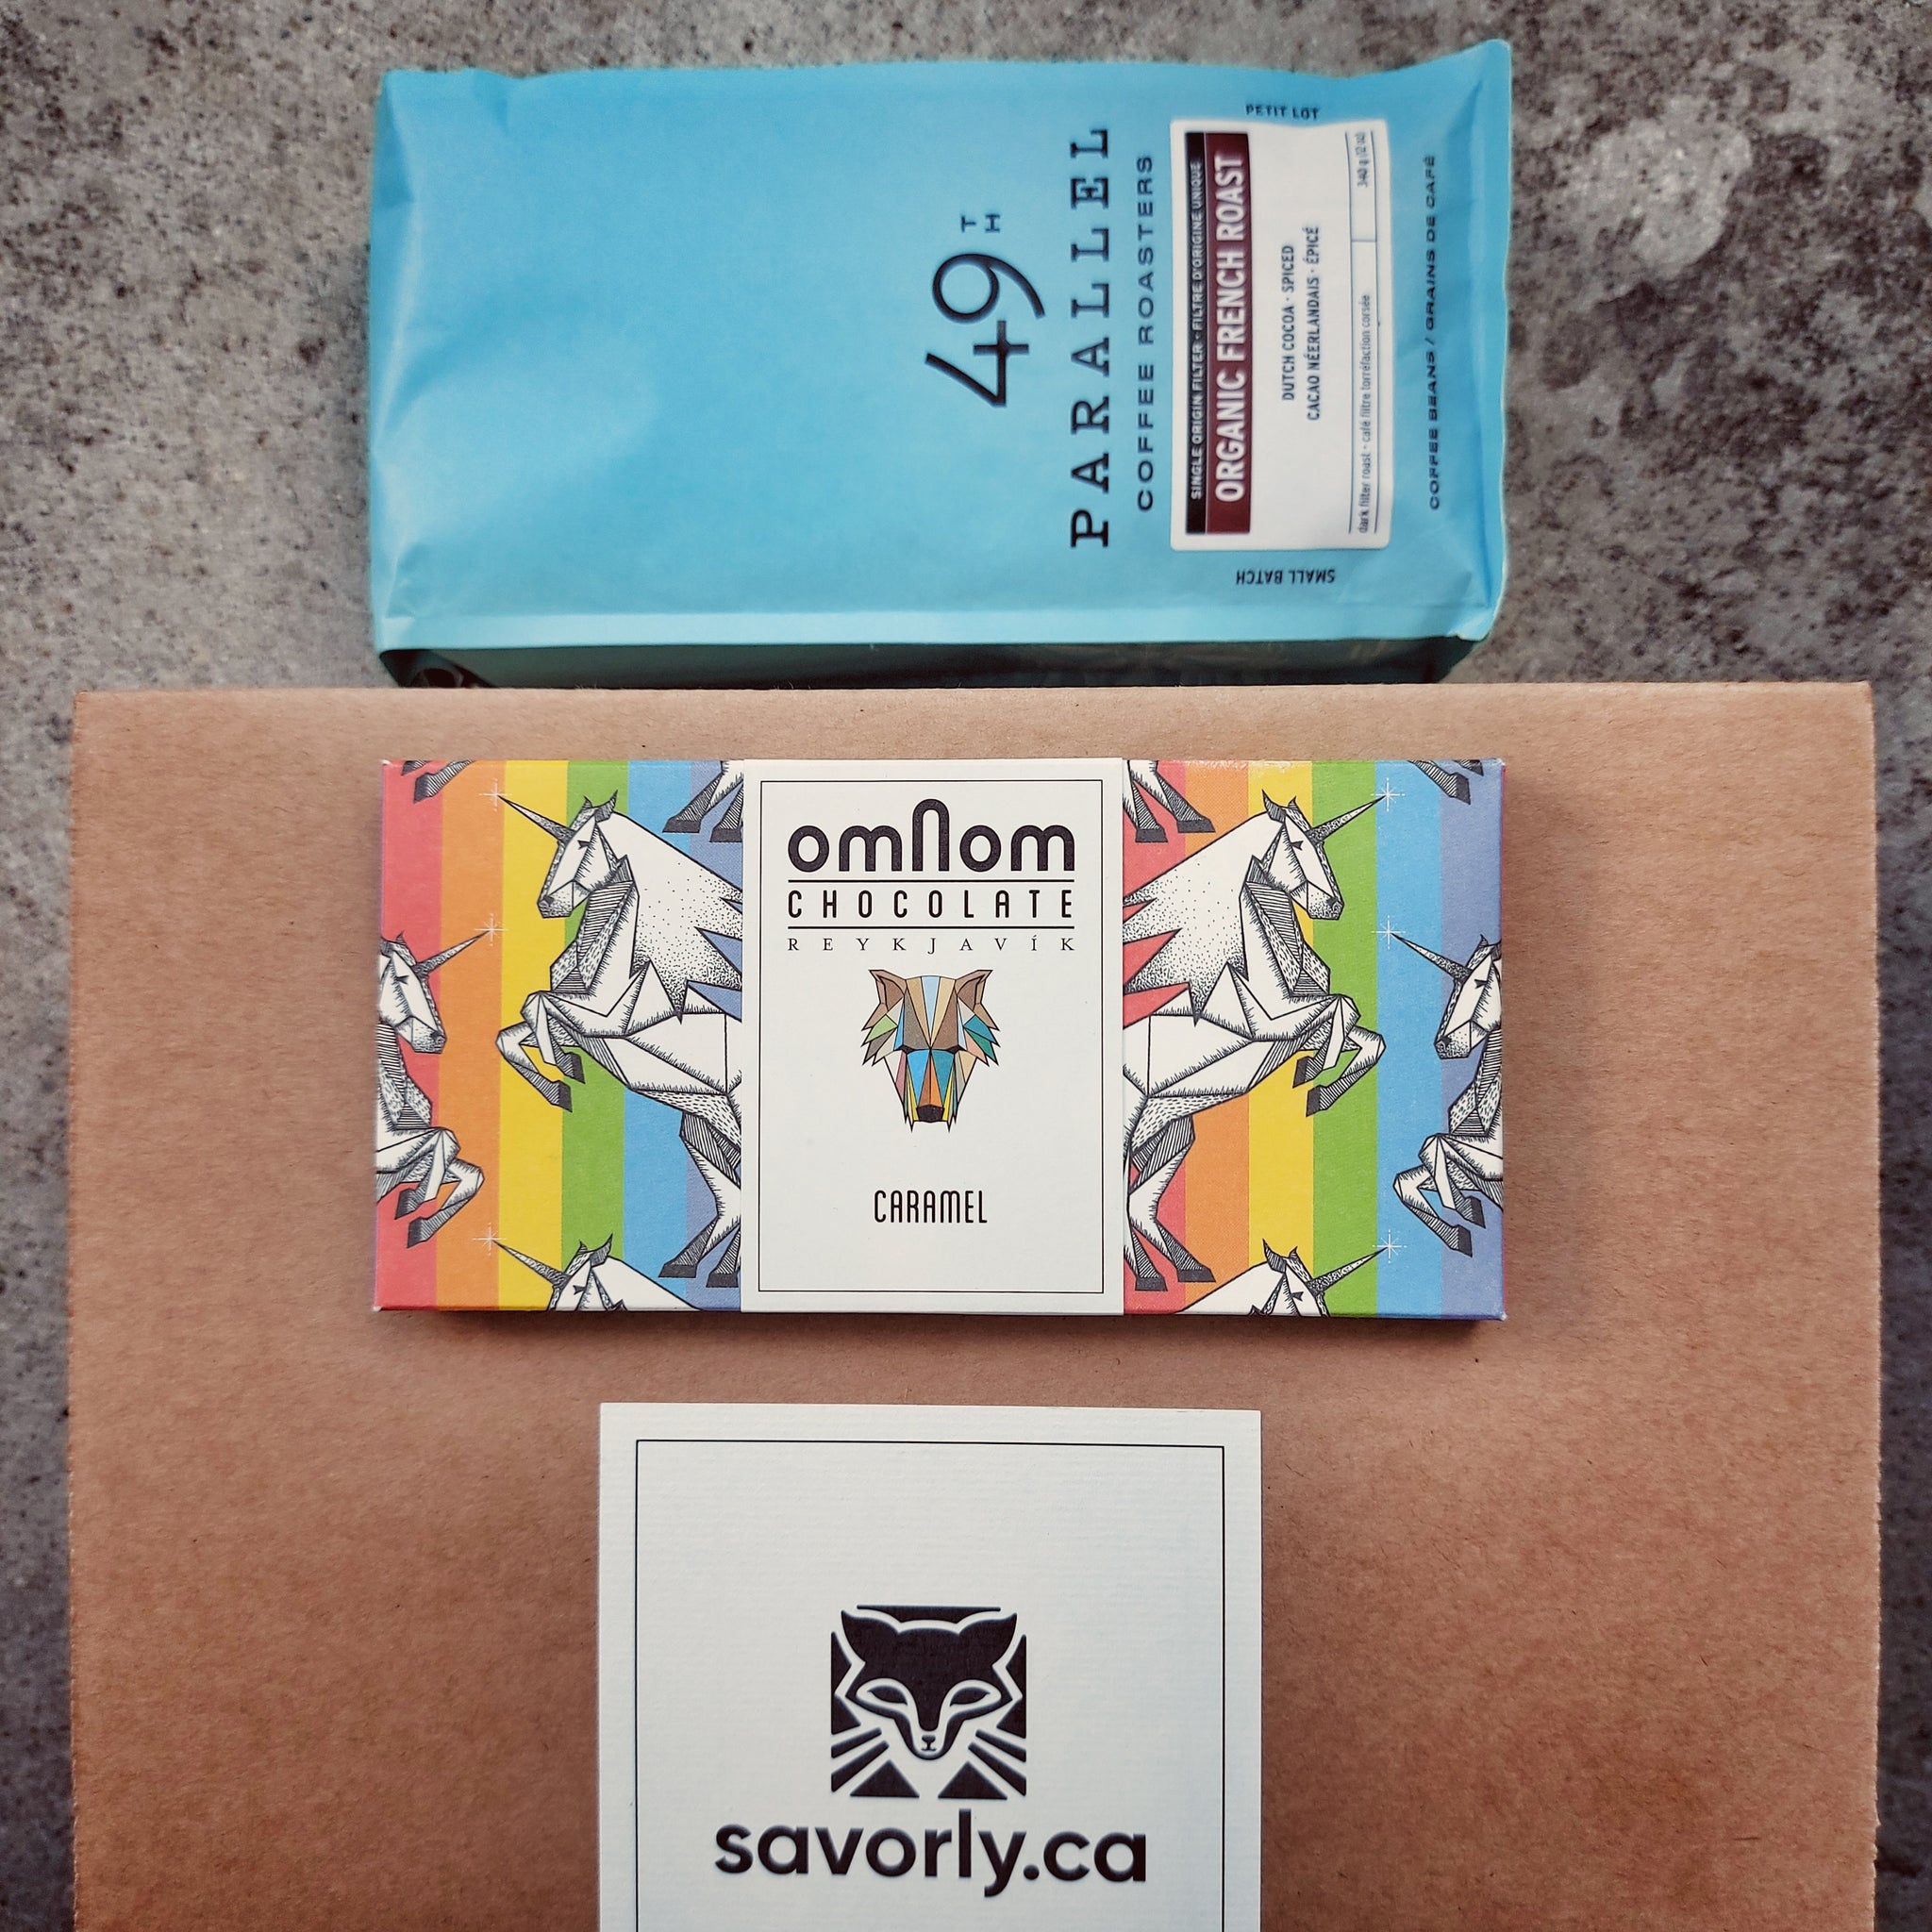 49TH
PARALLEL
COFFEE ROASTERS
PETIT LOT
SINGLE ORIGIN FILTER · FILTRE D'ORIGINE UNIQUE
ORGANIC FRENCH ROAST
DUTCH COCOA · SPICED
CACAO NÉERLANDAIS · ÉPICÉ
dark filter roast · café filtre torréfaction corsée
340 g (12 oz)
SMALL BATCH
COFFEE BEANS / GRAINS DE CAFÉ
omnom
CHOCOLATE
REYKJAVÍK
CARAMEL
savorly.ca